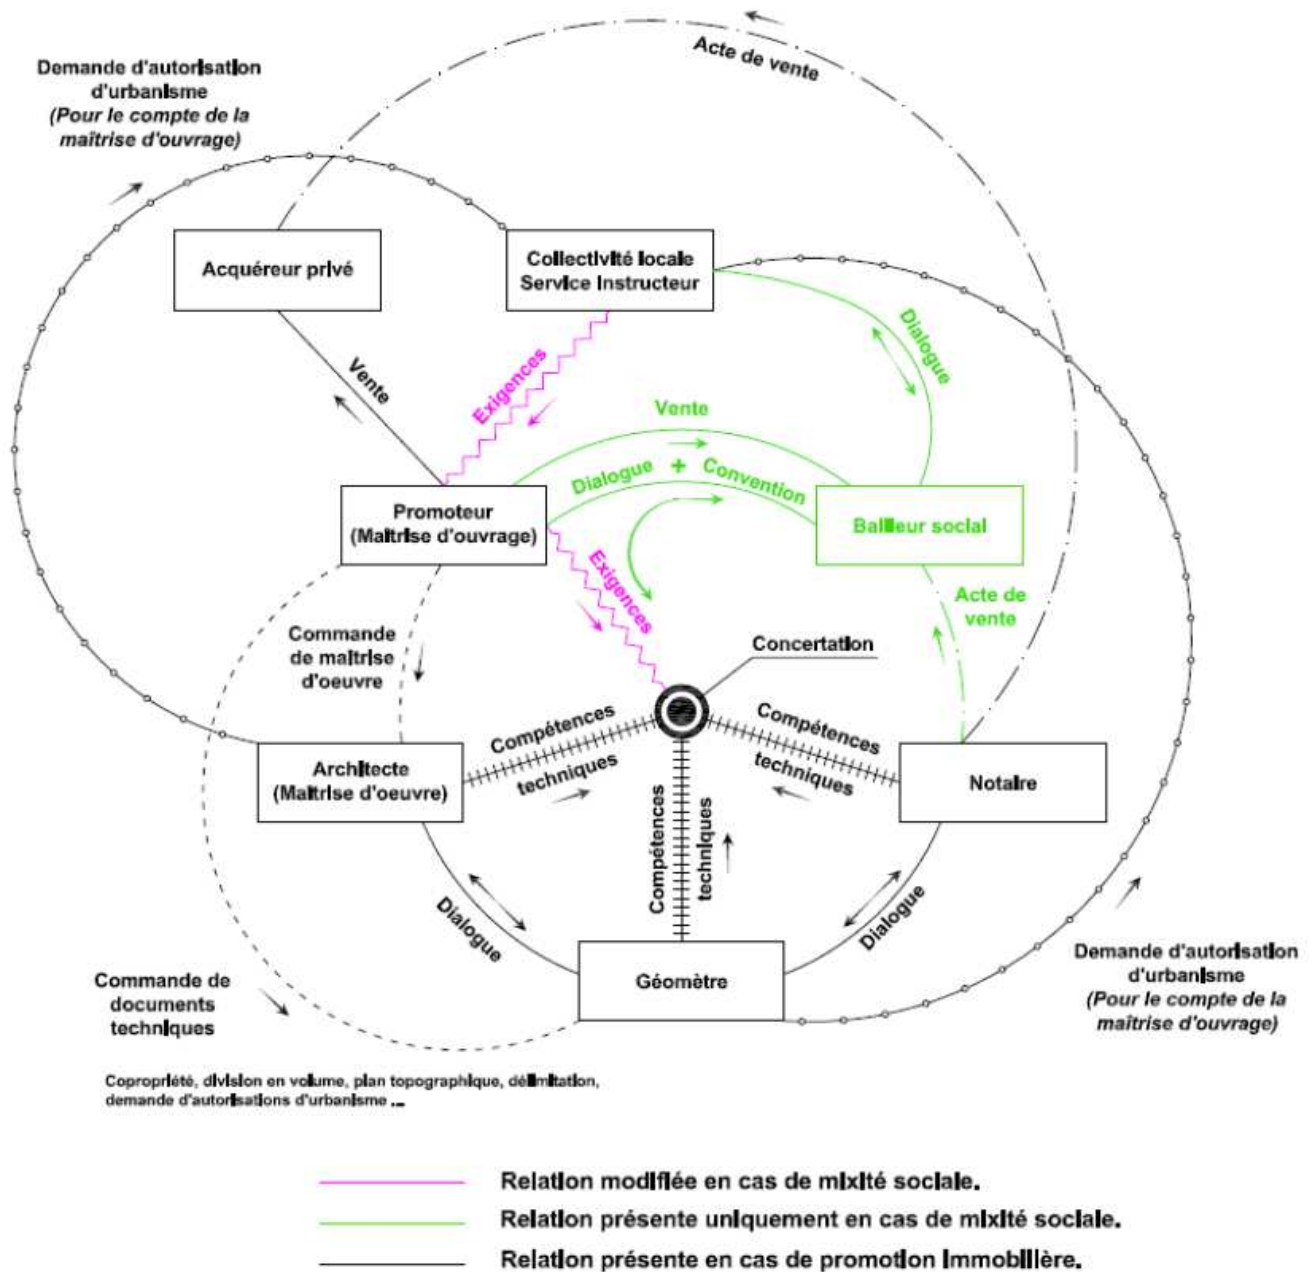 Acte de vente
Demande d'autorisation
d'urbanisme
(Pour le compte de la
maîtrise d'ouvrage)
Acquéreur privé
Collectivité locale
Service Instructeur
Dialogue
Vente
Exigences
Vente
Dialogue + Convention
Promoteur
(Maîtrise d'ouvrage)
Bailleur social
Exigences
Acte de
vente
Commande
de maîtrise
d'oeuvre
Concertation
Compétences
techniques
Compétences
techniques
Architecte
(Maîtrise d'oeuvre)
Notaire
Compétences
techniques
Dialogue
Dialogue
Géomètre
Commande de
documents
techniques
Demande d'autorisation
d'urbanisme
(Pour le compte de la
maîtrise d'ouvrage)
Copropriété, division en volume, plan topographique, délimitation,
demande d'autorisations d'urbanisme ...
Relation modifiée en cas de mixité sociale.
Relation présente uniquement en cas de mixité sociale.
Relation présente en cas de promotion immobilière.